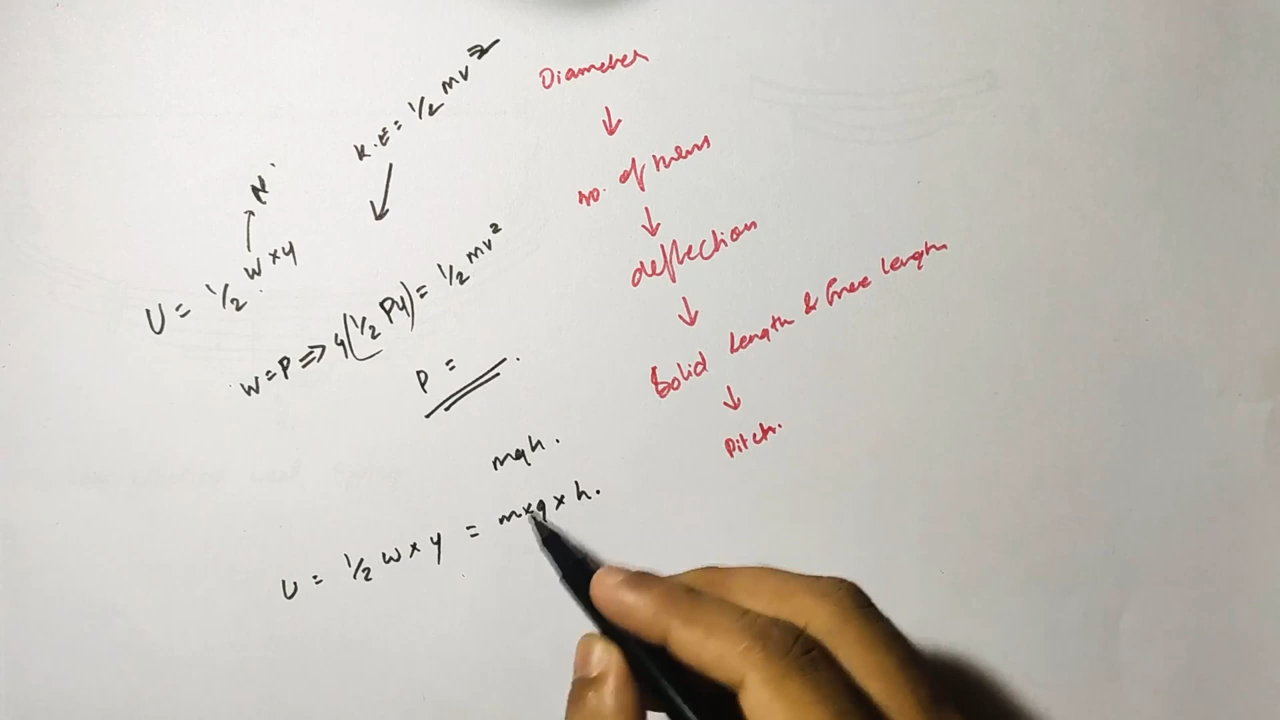 K.E = 1/2 mv²
N
U = 1/2 W × y
W = P => 4(1/2 Py) = 1/2 mv²
P =
mgh.
U = 1/2 W × y = m×g × h.
Diameter
↓
no. of turns
↓
deflection
↓
Solid Length & Free Length
↓
Pitch.